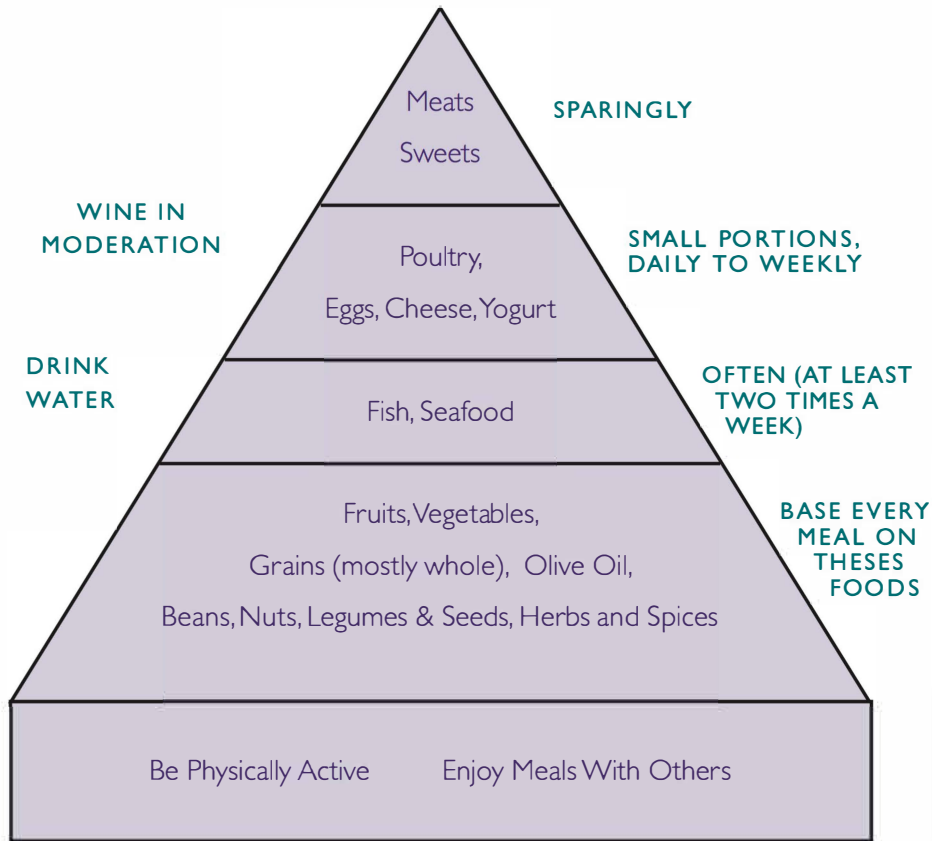 Meats
SPARINGLY
Sweets
WINE IN
MODERATION
SMALL PORTIONS,
DAILY TO WEEKLY
Poultry,
Eggs, Cheese, Yogurt
DRINK
WATER
OFTEN (AT LEAST
TWO TIMES A
WEEK)
Fish, Seafood
Fruits, Vegetables,
Grains (mostly whole), Olive Oil,
Beans, Nuts, Legumes & Seeds, Herbs and Spices
BASE EVERY
MEAL ON
THESES
FOODS
Be Physically Active Enjoy Meals With Others